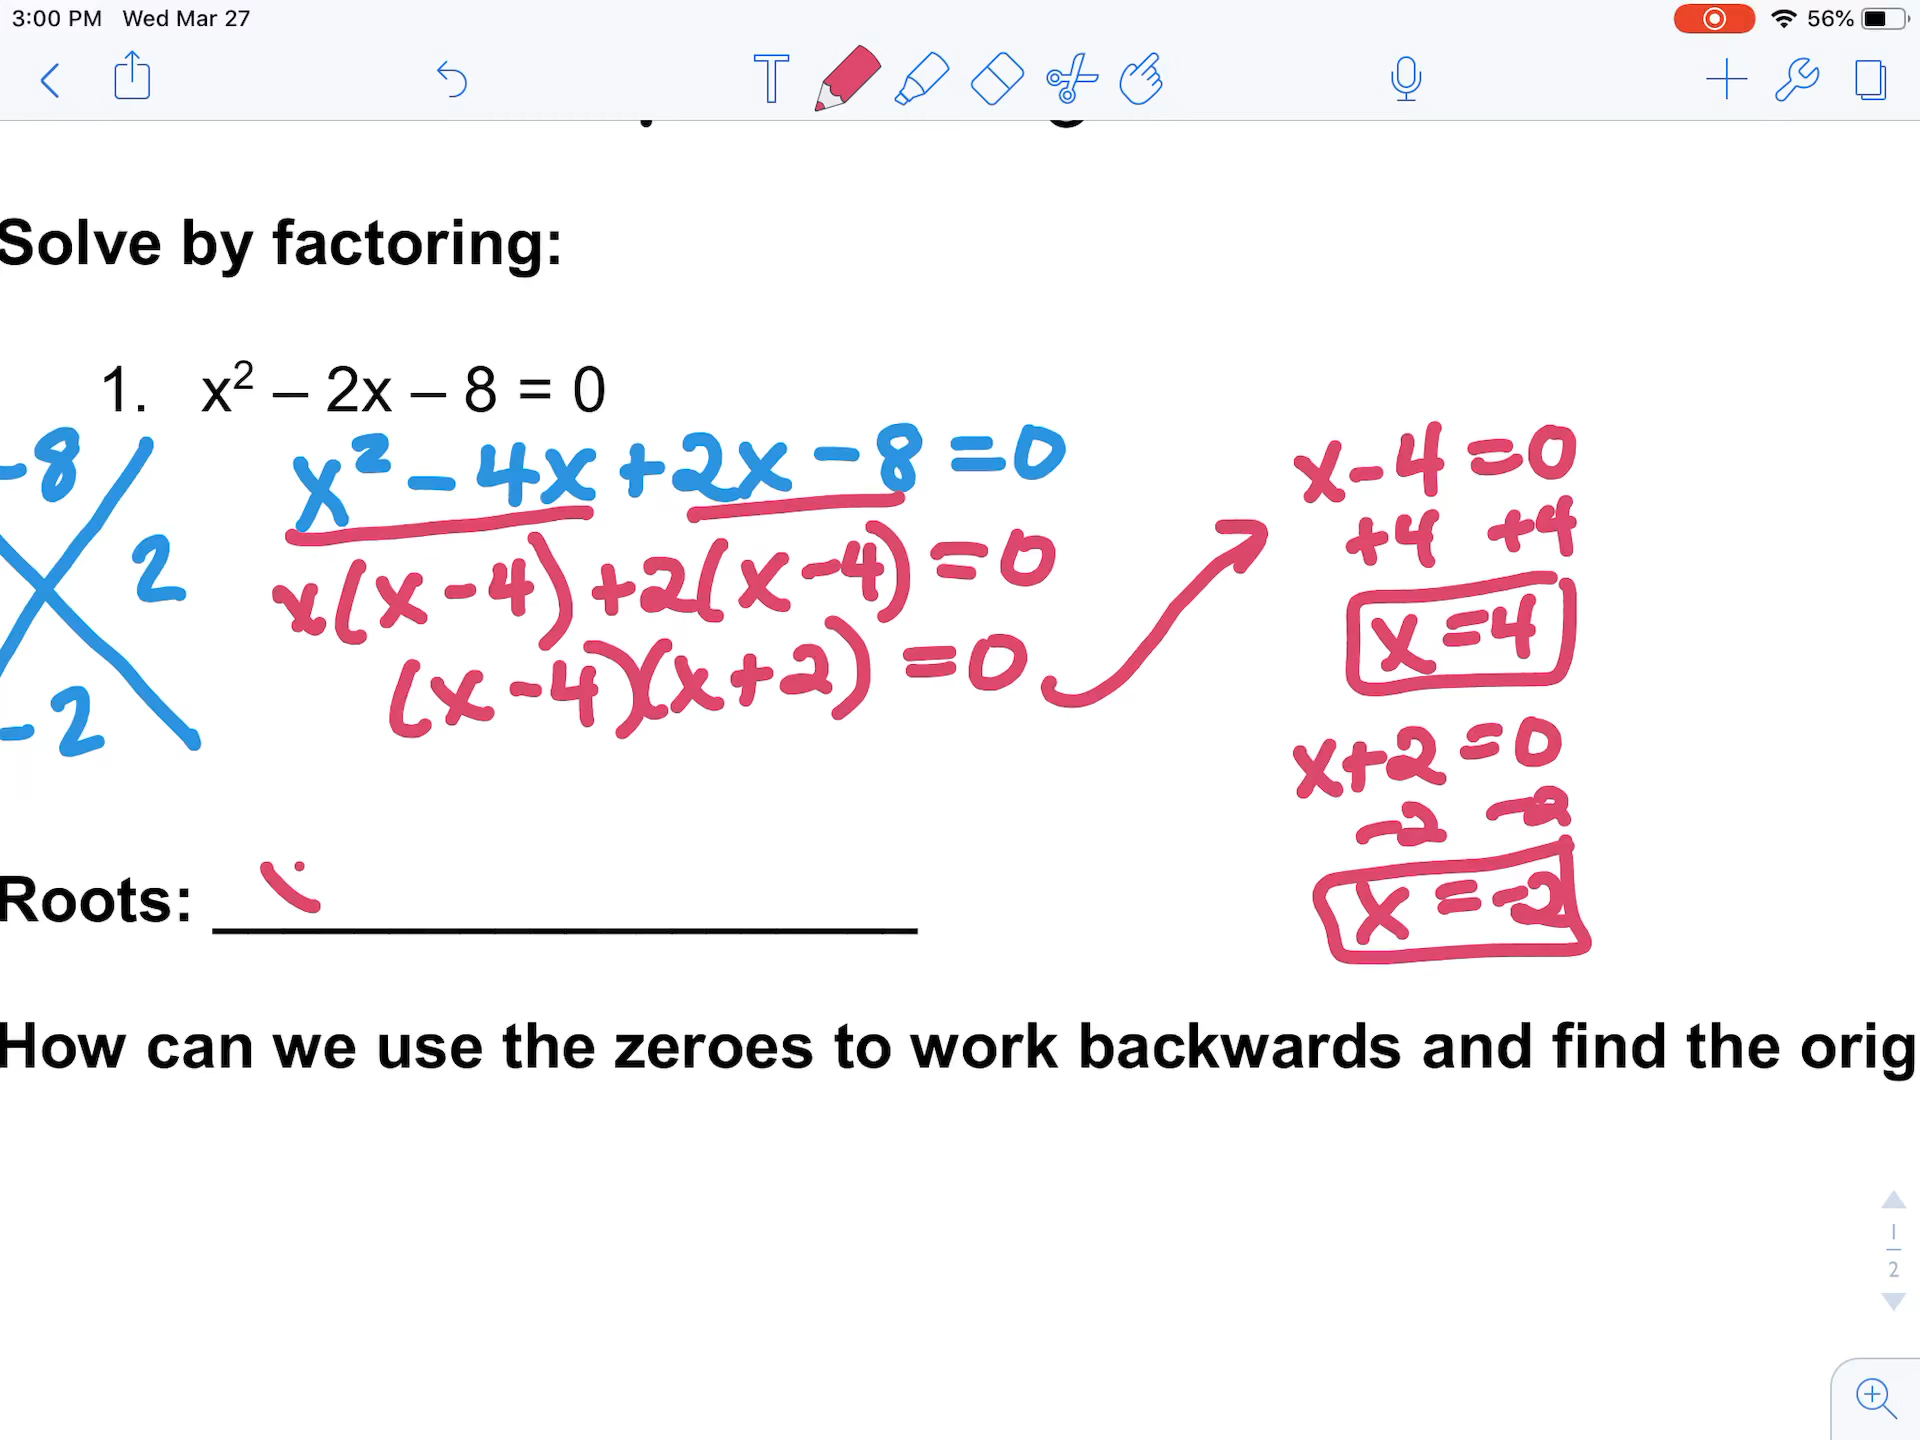 3:00 PM Wed Mar 27
56%
T
Solve by factoring:
1. x² – 2x – 8 = 0
-8
2
-2
x² - 4x + 2x - 8 = 0
x(x-4) + 2(x-4) = 0
(x-4)(x+2) = 0
x-4 = 0
+4 +4
x = 4
x+2 = 0
-2 -2
x = -2
Roots:
How can we use the zeroes to work backwards and find the orig
1
2